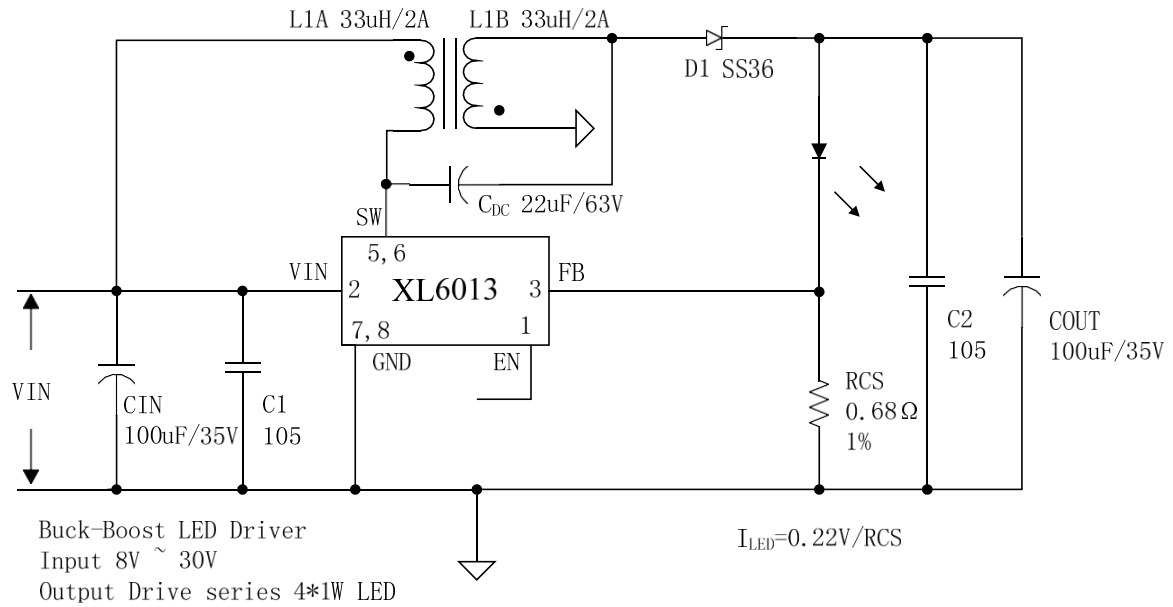 L1A 33uH/2A
L1B 33uH/2A
D1 SS36
C_DC 22uF/63V
SW
5,6
VIN
2
XL6013
3
FB
7,8
1
GND
EN
VIN
CIN
100uF/35V
C1
105
RCS
0.68Ω
1%
C2
105
COUT
100uF/35V
Buck-Boost LED Driver
Input 8V ~ 30V
Output Drive series 4*1W LED
I_LED=0.22V/RCS